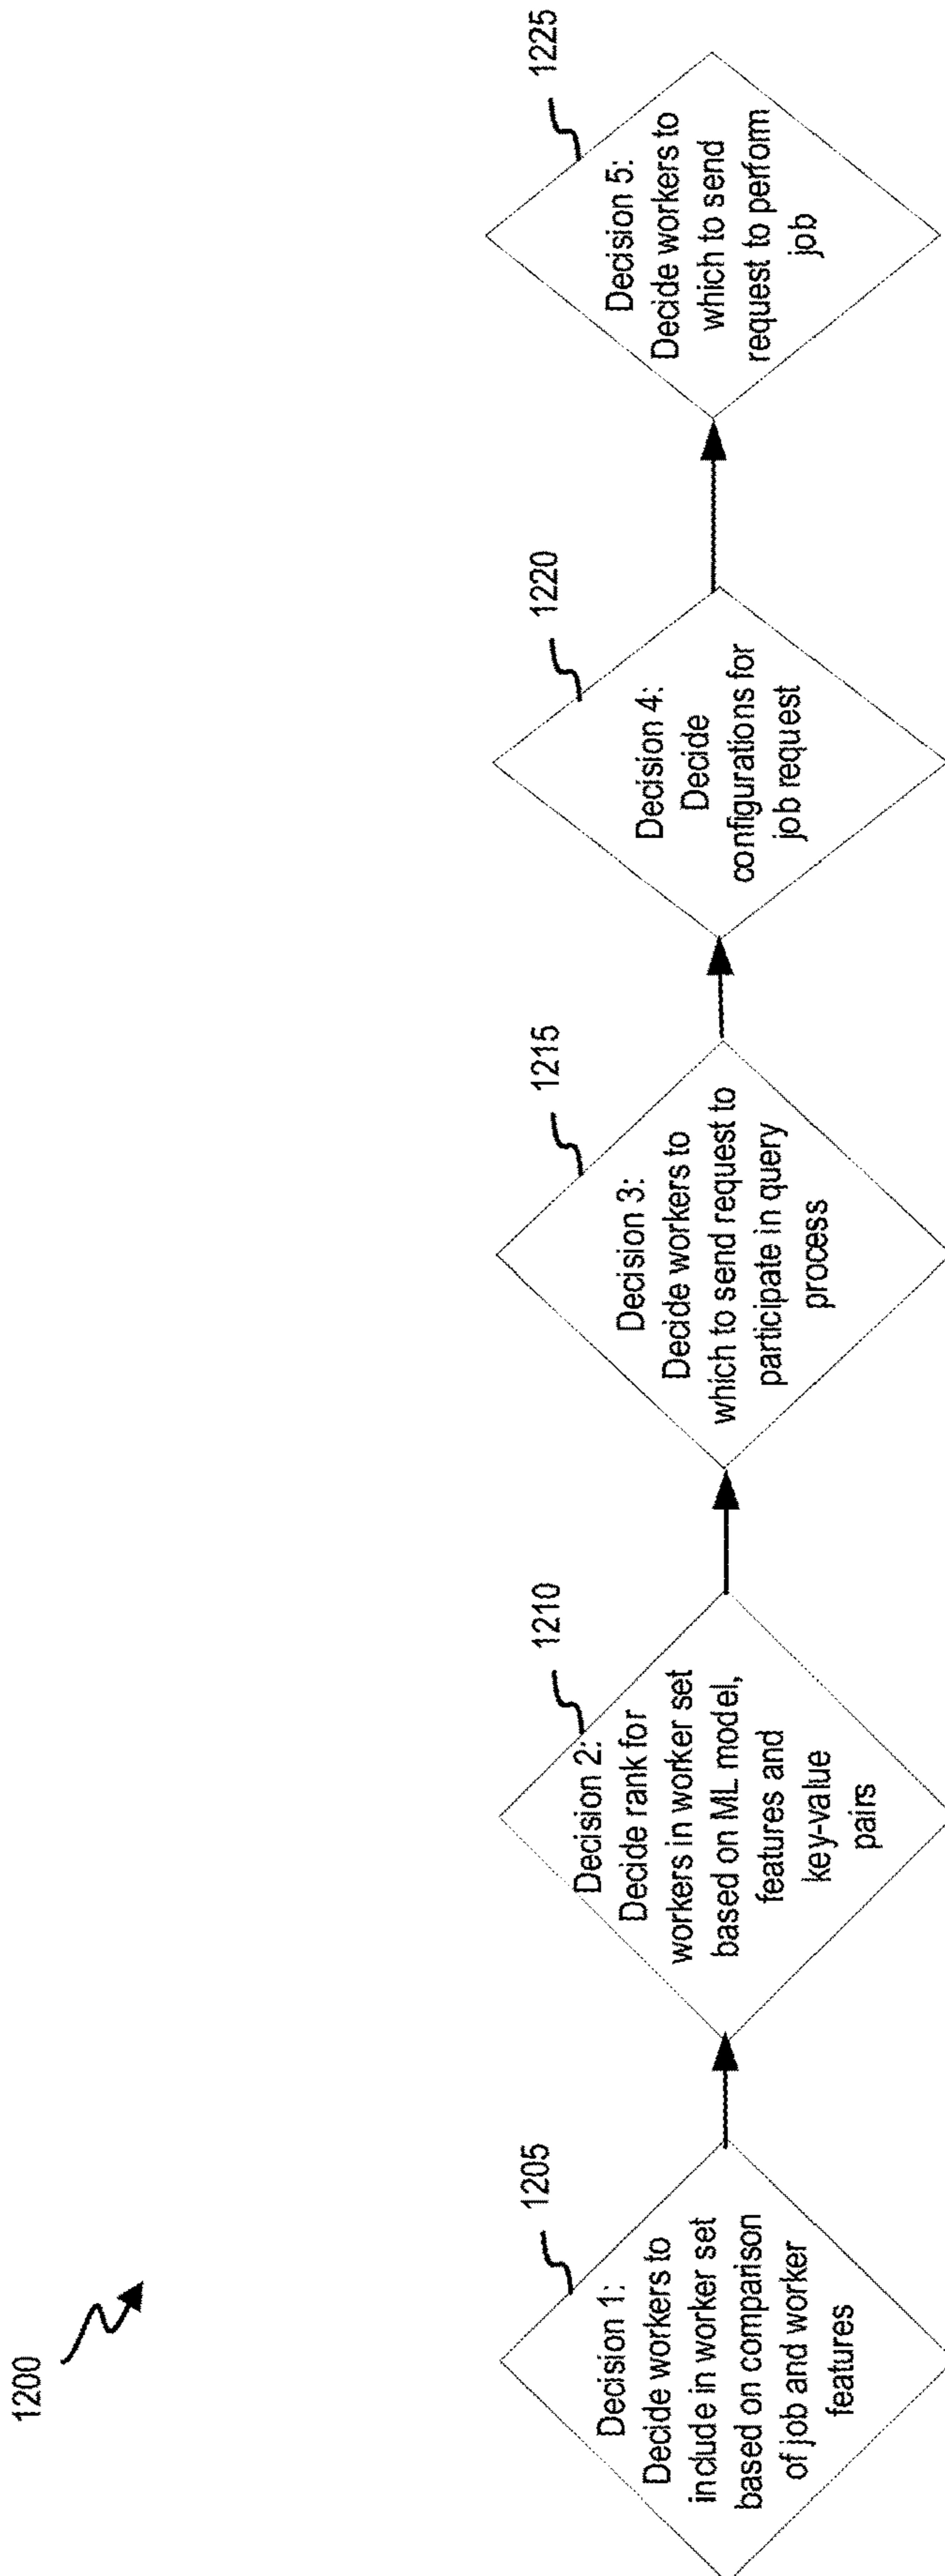 1200
1205
Decision 1:
Decide workers to
include in worker set
based on comparison
of job and worker
features
1210
Decision 2:
Decide rank for
workers in worker set
based on ML model,
features and
key-value
pairs
1215
Decision 3:
Decide workers to
which to send request to
participate in query
process
1220
Decision 4:
Decide
configurations for
job request
1225
Decision 5:
Decide workers to
which to send
request to perform
job